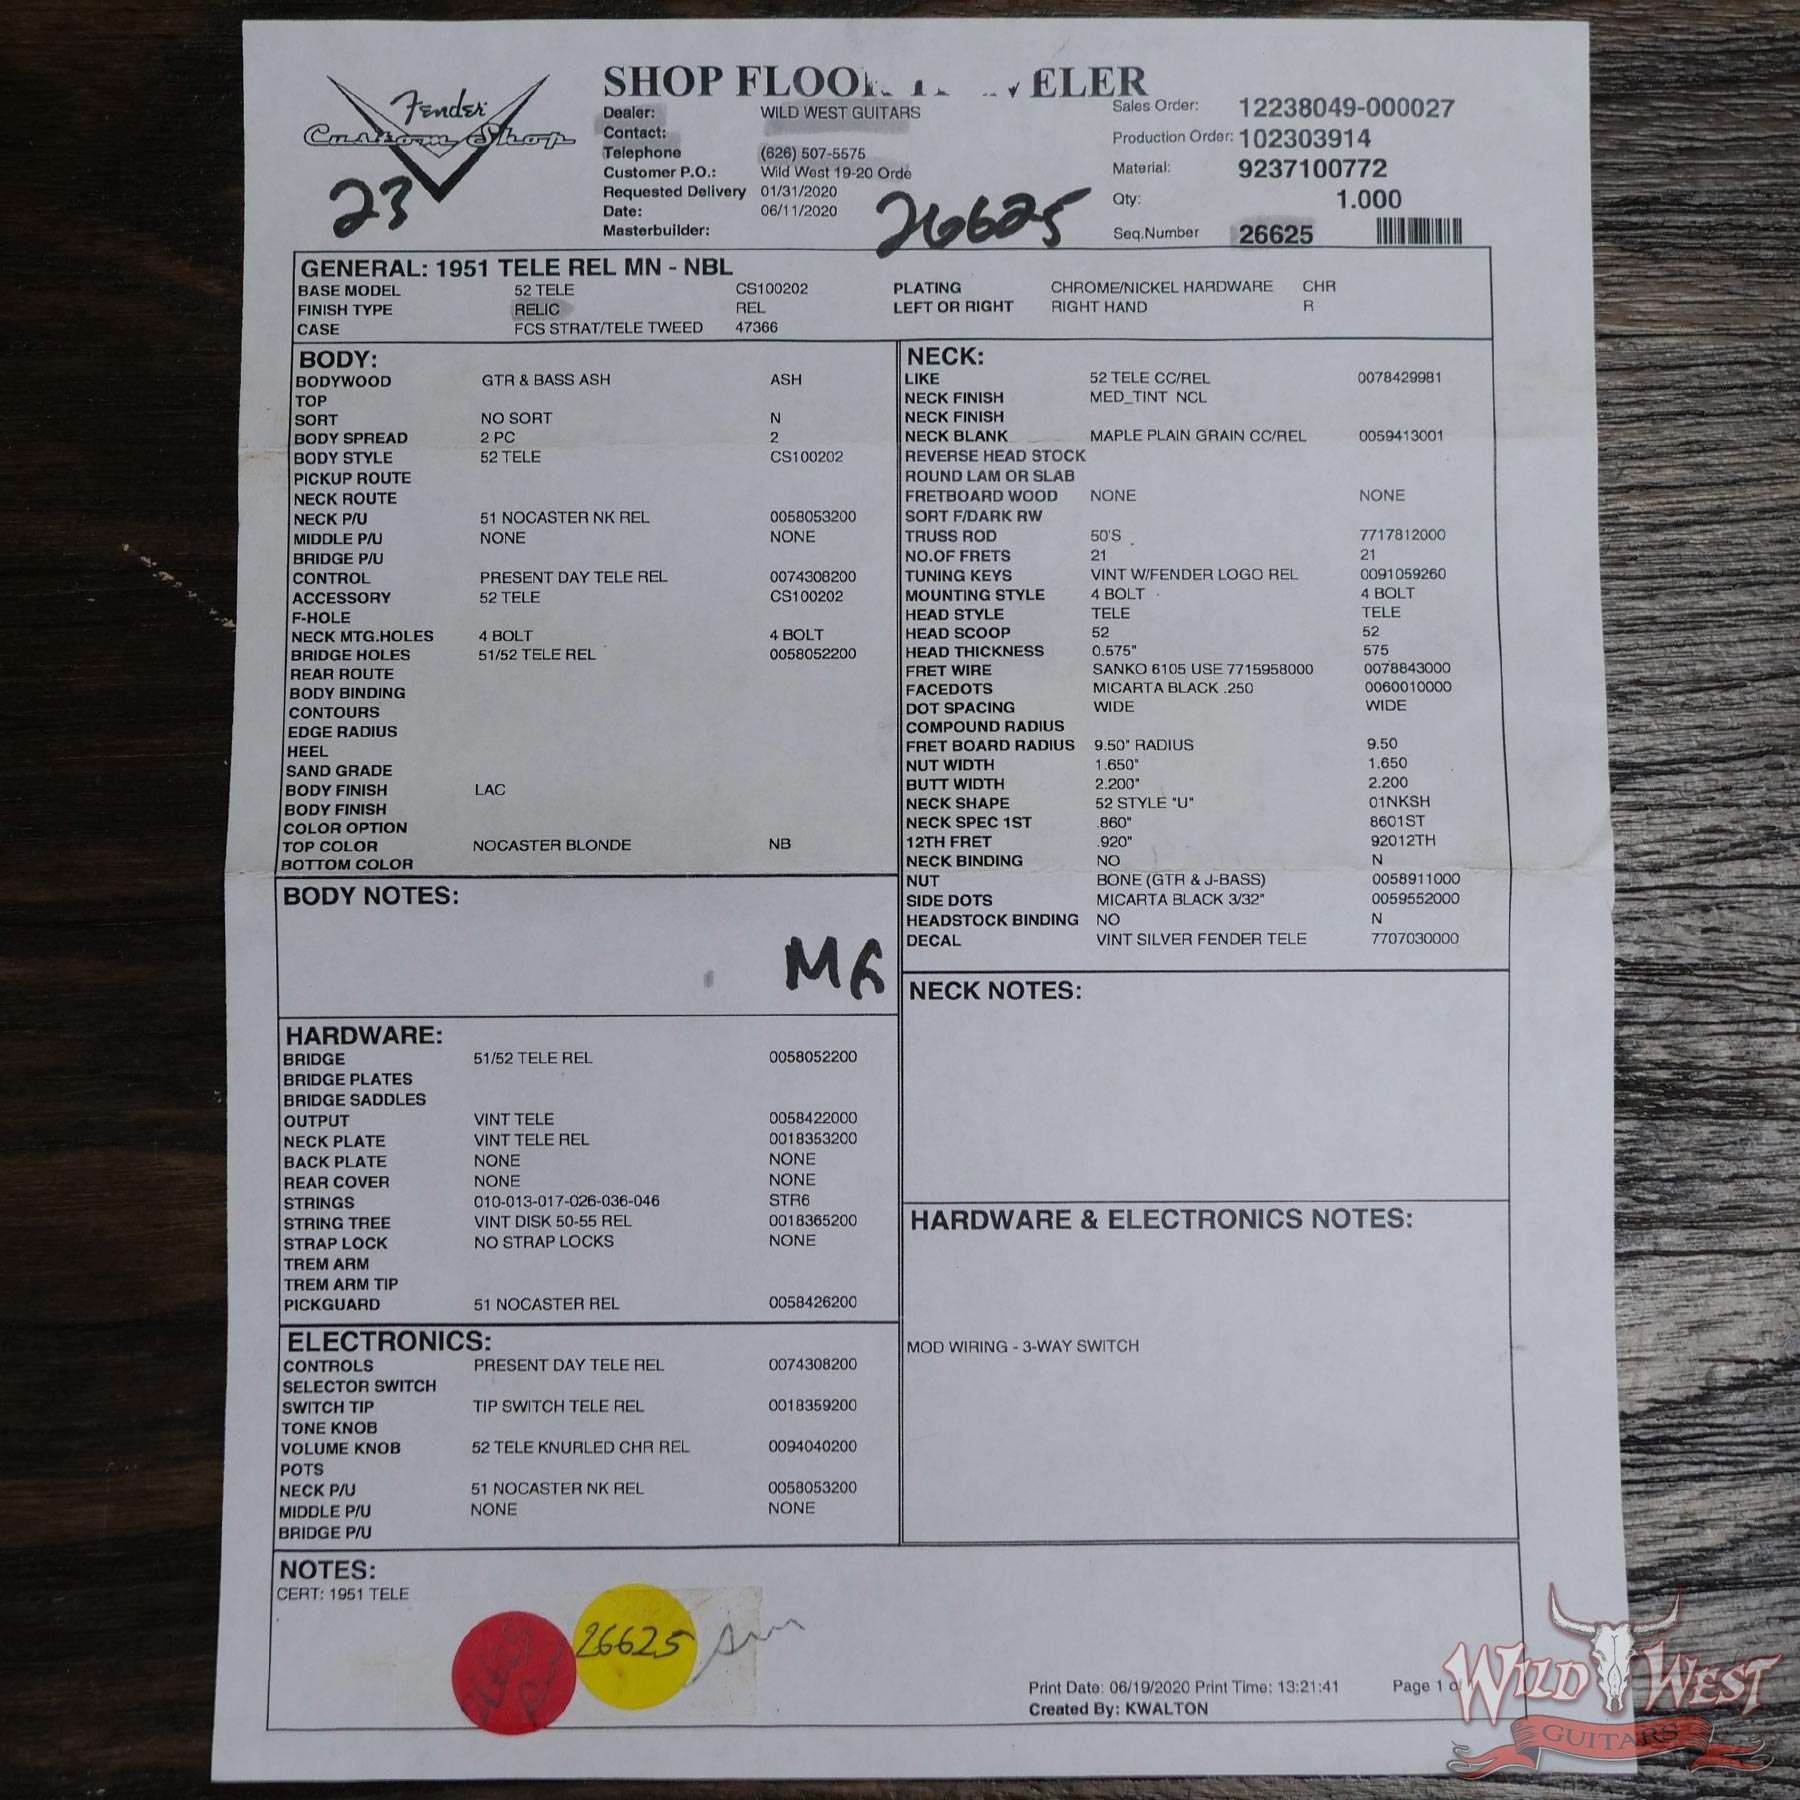 Fender
Custom Shop
23
SHOP FLOOR TRAVELER
Dealer: WILD WEST GUITARS
Contact:
Telephone (626) 507-5575
Customer P.O.: Wild West 19-20 Orde
Requested Delivery 01/31/2020
Date: 06/11/2020
Masterbuilder:
26625
Sales Order: 12238049-000027
Production Order: 102303914
Material: 9237100772
Qty: 1.000
Seq.Number 26625
GENERAL: 1951 TELE REL MN - NBL
BASE MODEL 52 TELE CS100202 PLATING CHROME/NICKEL HARDWARE CHR
FINISH TYPE RELIC REL LEFT OR RIGHT RIGHT HAND R
CASE FCS STRAT/TELE TWEED 47366
BODY:
BODYWOOD GTR & BASS ASH ASH
TOP
SORT NO SORT N
BODY SPREAD 2 PC 2
BODY STYLE 52 TELE CS100202
PICKUP ROUTE
NECK ROUTE
NECK P/U 51 NOCASTER NK REL 0058053200
MIDDLE P/U NONE NONE
BRIDGE P/U
CONTROL PRESENT DAY TELE REL 0074308200
ACCESSORY 52 TELE CS100202
F-HOLE
NECK MTG.HOLES 4 BOLT 4 BOLT
BRIDGE HOLES 51/52 TELE REL 0058052200
REAR ROUTE
BODY BINDING
CONTOURS
EDGE RADIUS
HEEL
SAND GRADE
BODY FINISH LAC
BODY FINISH
COLOR OPTION
TOP COLOR NOCASTER BLONDE NB
BOTTOM COLOR
BODY NOTES:
HARDWARE:
BRIDGE 51/52 TELE REL 0058052200
BRIDGE PLATES
BRIDGE SADDLES
OUTPUT VINT TELE 0058422000
NECK PLATE VINT TELE REL 0018353200
BACK PLATE NONE NONE
REAR COVER NONE NONE
STRINGS 010-013-017-026-036-046 STR6
STRING TREE VINT DISK 50-55 REL 0018365200
STRAP LOCK NO STRAP LOCKS NONE
TREM ARM
TREM ARM TIP
PICKGUARD 51 NOCASTER REL 0058426200
ELECTRONICS:
CONTROLS PRESENT DAY TELE REL 0074308200
SELECTOR SWITCH
SWITCH TIP TIP SWITCH TELE REL 0018359200
TONE KNOB
VOLUME KNOB 52 TELE KNURLED CHR REL 0094040200
POTS
NECK P/U 51 NOCASTER NK REL 0058053200
MIDDLE P/U NONE NONE
BRIDGE P/U
NECK:
LIKE 52 TELE CC/REL 0078429981
NECK FINISH MED_TINT NCL
NECK FINISH
NECK BLANK MAPLE PLAIN GRAIN CC/REL 0059413001
REVERSE HEAD STOCK
ROUND LAM OR SLAB
FRETBOARD WOOD NONE NONE
SORT F/DARK RW
TRUSS ROD 50'S 7717812000
NO.OF FRETS 21 21
TUNING KEYS VINT W/FENDER LOGO REL 0091059260
MOUNTING STYLE 4 BOLT 4 BOLT
HEAD STYLE TELE TELE
HEAD SCOOP 52 52
HEAD THICKNESS 0.575" 575
FRET WIRE SANKO 6105 USE 7715958000 0078843000
FACEDOTS MICARTA BLACK .250 0060010000
DOT SPACING WIDE WIDE
COMPOUND RADIUS
FRET BOARD RADIUS 9.50" RADIUS 9.50
NUT WIDTH 1.650" 1.650
BUTT WIDTH 2.200" 2.200
NECK SHAPE 52 STYLE "U" 01NKSH
NECK SPEC 1ST .860" 8601ST
12TH FRET .920" 92012TH
NECK BINDING NO N
NUT BONE (GTR & J-BASS) 0058911000
SIDE DOTS MICARTA BLACK 3/32" 0059552000
HEADSTOCK BINDING NO N
DECAL VINT SILVER FENDER TELE 7707030000
NECK NOTES:
HARDWARE & ELECTRONICS NOTES:
MOD WIRING - 3-WAY SWITCH
NOTES:
CERT: 1951 TELE
26625
Print Date: 06/19/2020 Print Time: 13:21:41 Page 1
Created By: KWALTON
WILD WEST
GUITARS